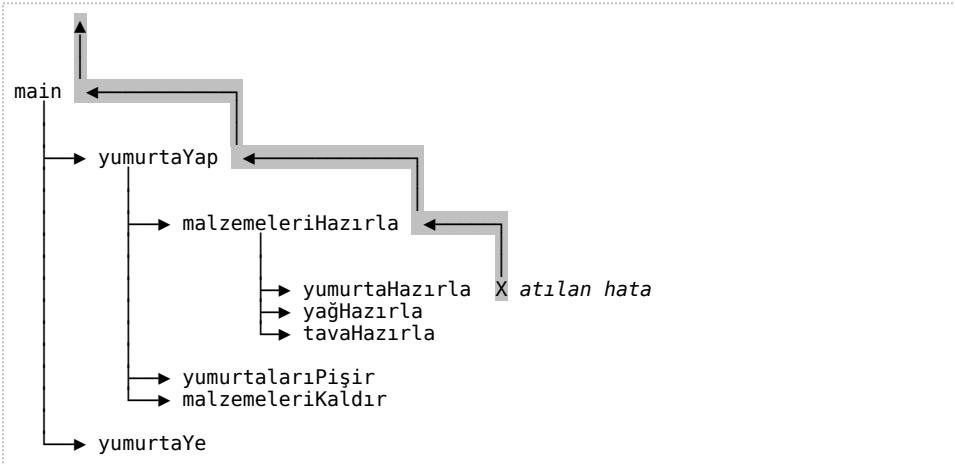 main
yumurtaYap
malzemeleriHazırla
yumurtaHazırla X atılan hata
yağHazırla
tavaHazırla
yumurtalarıPişir
malzemeleriKaldır
yumurtaYe